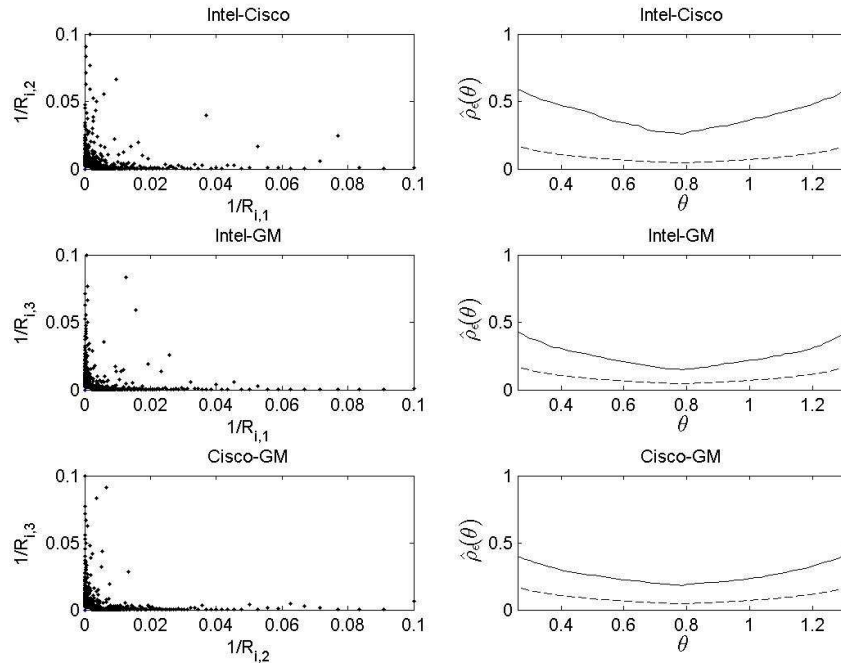 Intel-Cisco
0.1
0.05
0
1/R_{i,2}
0 0.02 0.04 0.06 0.08 0.1
1/R_{i,1}
Intel-Cisco
1
0.5
0
ρ̂_e(θ)
0.4 0.6 0.8 1 1.2
θ
Intel-GM
0.1
0.05
0
1/R_{i,3}
0 0.02 0.04 0.06 0.08 0.1
1/R_{i,1}
Intel-GM
1
0.5
0
ρ̂_e(θ)
0.4 0.6 0.8 1 1.2
θ
Cisco-GM
0.1
0.05
0
1/R_{i,3}
0 0.02 0.04 0.06 0.08 0.1
1/R_{i,2}
Cisco-GM
1
0.5
0
ρ̂_e(θ)
0.4 0.6 0.8 1 1.2
θ